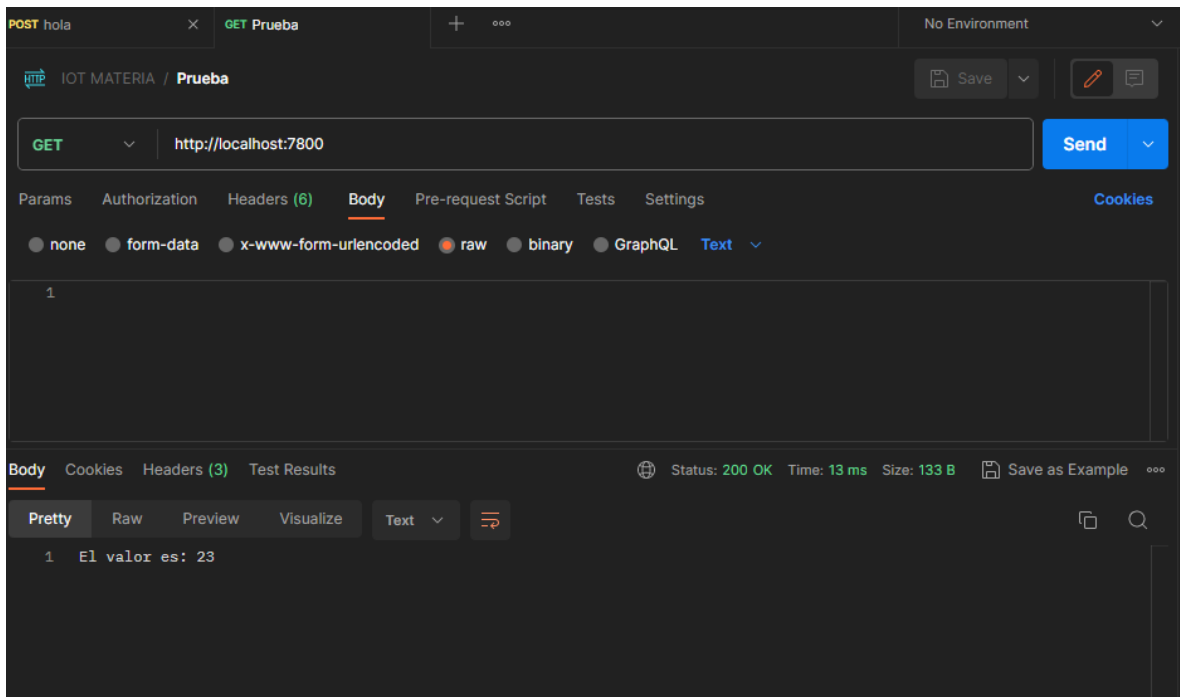 POST hola GET Prueba No Environment
HTTP IOT MATERIA / Prueba Save
GET http://localhost:7800 Send
Params Authorization Headers (6) Body Pre-request Script Tests Settings Cookies
none form-data x-www-form-urlencoded raw binary GraphQL Text
1
Body Cookies Headers (3) Test Results Status: 200 OK Time: 13 ms Size: 133 B Save as Example
Pretty Raw Preview Visualize Text
1 El valor es: 23